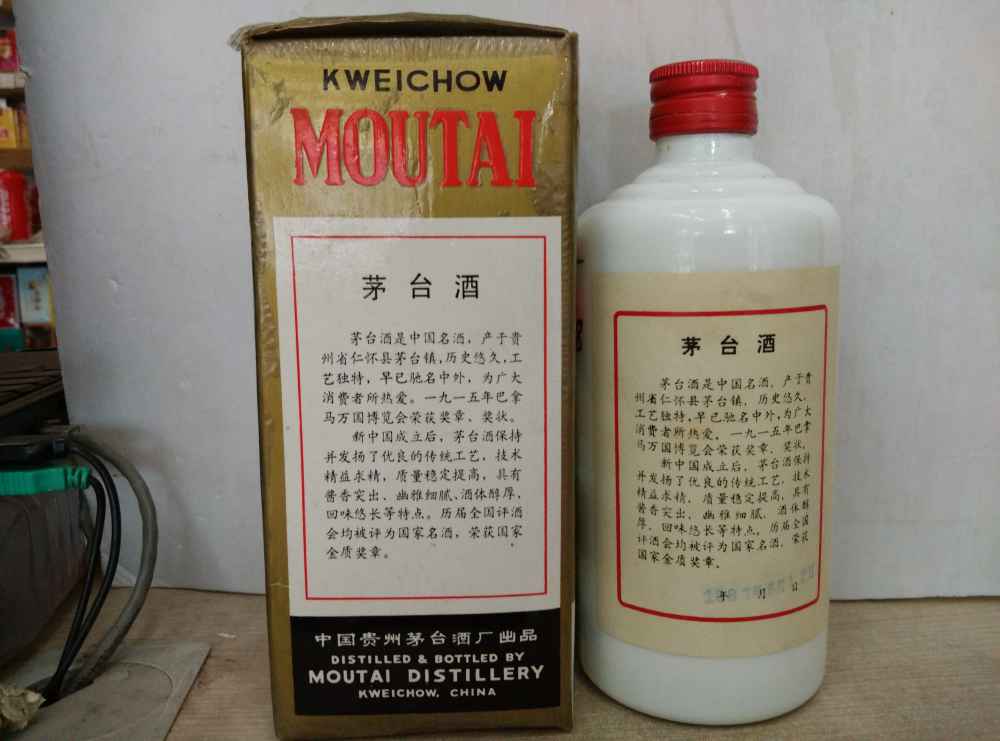 KWEICHOW
MOUTAI
茅台酒
茅台酒是中国名酒，产于贵
州省仁怀县茅台镇，历史悠久，工
艺独特，早已驰名中外，为广大
消费者所热爱。一九一五年巴拿
马万国博览会荣获奖章、奖状。
新中国成立后，茅台酒保持
并发扬了优良的传统工艺，技术
精益求精，质量稳定提高，具有
酱香突出、幽雅细腻、酒体醇厚，
回味悠长等特点。历届全国评酒
会均被评为国家名酒，荣获国家
金质奖章。
中国贵州茅台酒厂出品
DISTILLED & BOTTLED BY
MOUTAI DISTILLERY
KWEICHOW, CHINA
茅台酒
茅台酒是中国名酒，产于贵
州省仁怀县茅台镇，历史悠久，
工艺独特，早已驰名中外，为广大
消费者所热爱。一九一五年巴拿
马万国博览会荣获奖章、奖状。
新中国成立后，茅台酒保持
并发扬了优良的传统工艺，技术
精益求精，质量稳定提高，具有
酱香突出、幽雅细腻，酒体醇
厚，回味悠长等特点，历届全国
评酒会均被评为国家名酒，荣获
国家金质奖章。
年 月 日